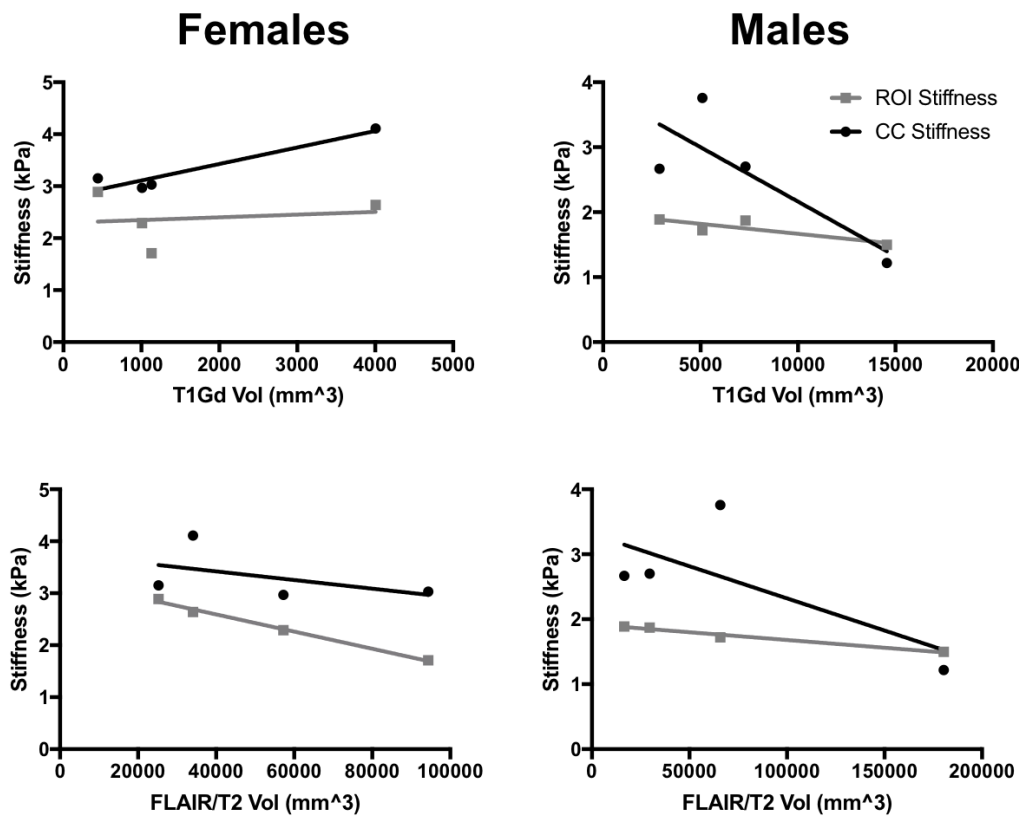 Females
Males
5
4
3
2
1
0
Stiffness (kPa)
0 1000 2000 3000 4000 5000
T1Gd Vol (mm^3)
4
3
2
1
0
Stiffness (kPa)
0 5000 10000 15000 20000
T1Gd Vol (mm^3)
ROI Stiffness
CC Stiffness
5
4
3
2
1
0
Stiffness (kPa)
0 20000 40000 60000 80000 100000
FLAIR/T2 Vol (mm^3)
4
3
2
1
0
Stiffness (kPa)
0 50000 100000 150000 200000
FLAIR/T2 Vol (mm^3)